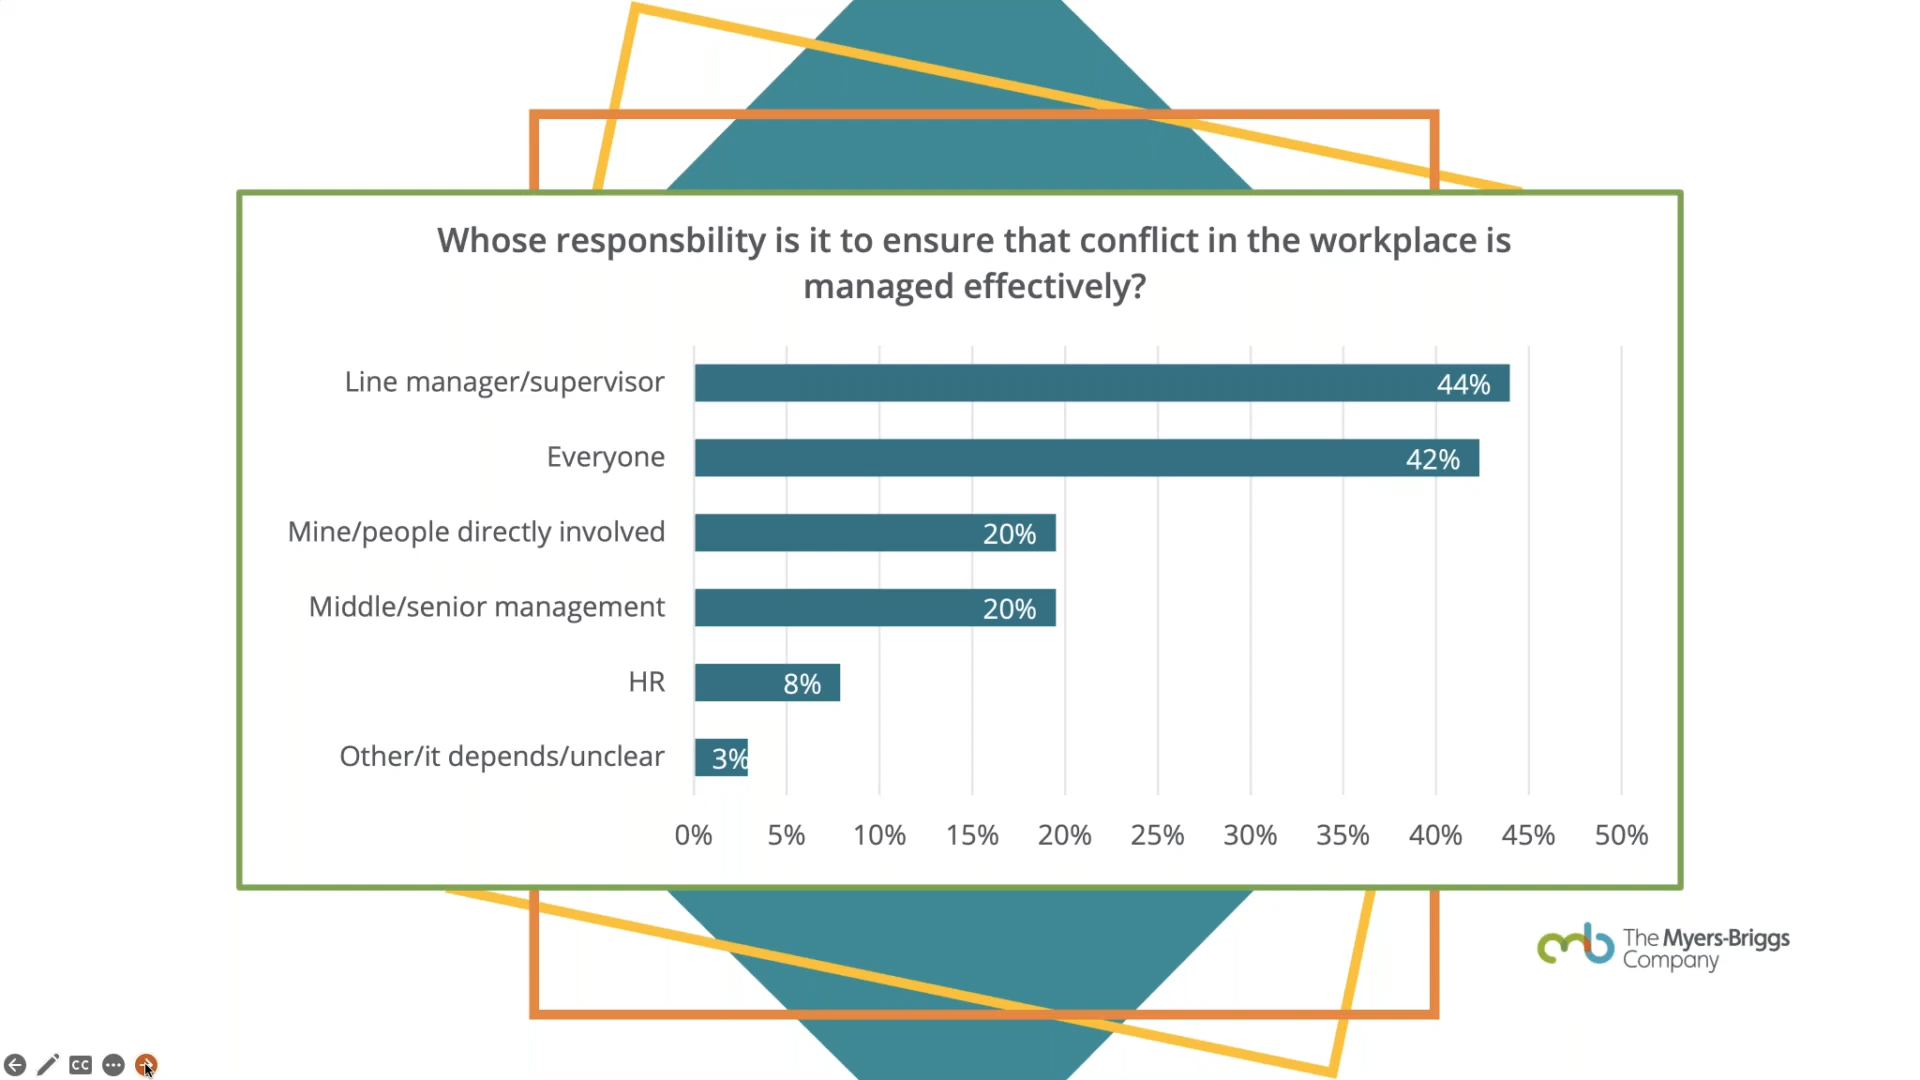 Whose responsbility is it to ensure that conflict in the workplace is
managed effectively?
Line manager/supervisor
44%
Everyone
42%
Mine/people directly involved
20%
Middle/senior management
20%
HR
8%
Other/it depends/unclear
3%
0% 5% 10% 15% 20% 25% 30% 35% 40% 45% 50%
The Myers-Briggs
Company
CC